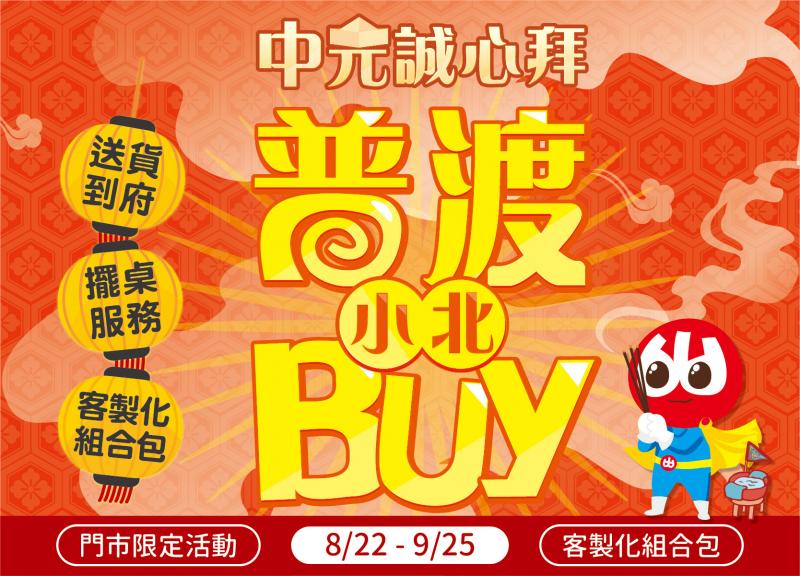 中元誠心拜
普渡
小北
BUY
送貨
到府
擺桌
服務
客製化
組合包
門市限定活動
8/22 - 9/25
客製化組合包